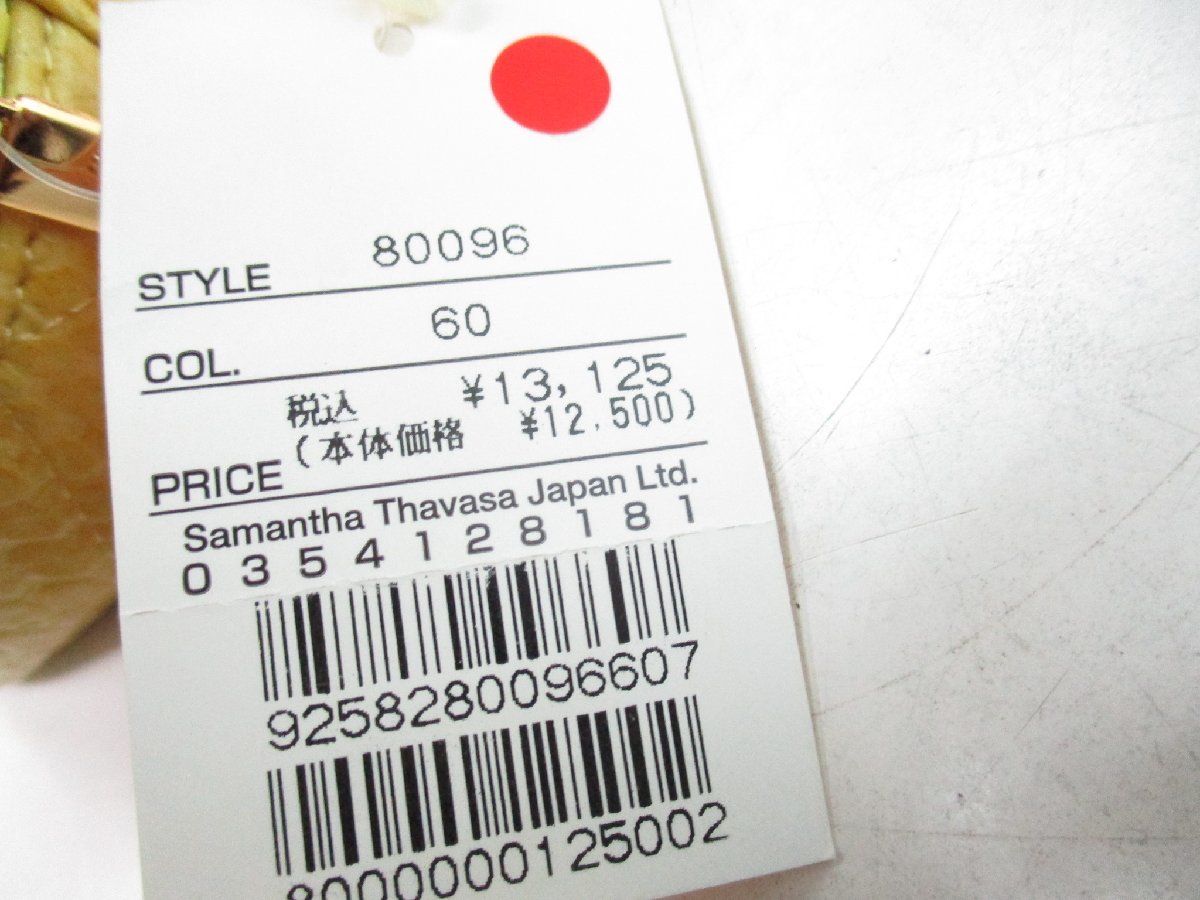 STYLE 80096
COL. 60
税込 ¥13,125
PRICE (本体価格 ¥12,500)
Samantha Thavasa Japan Ltd.
0354128181
9258280096607
8000000125002